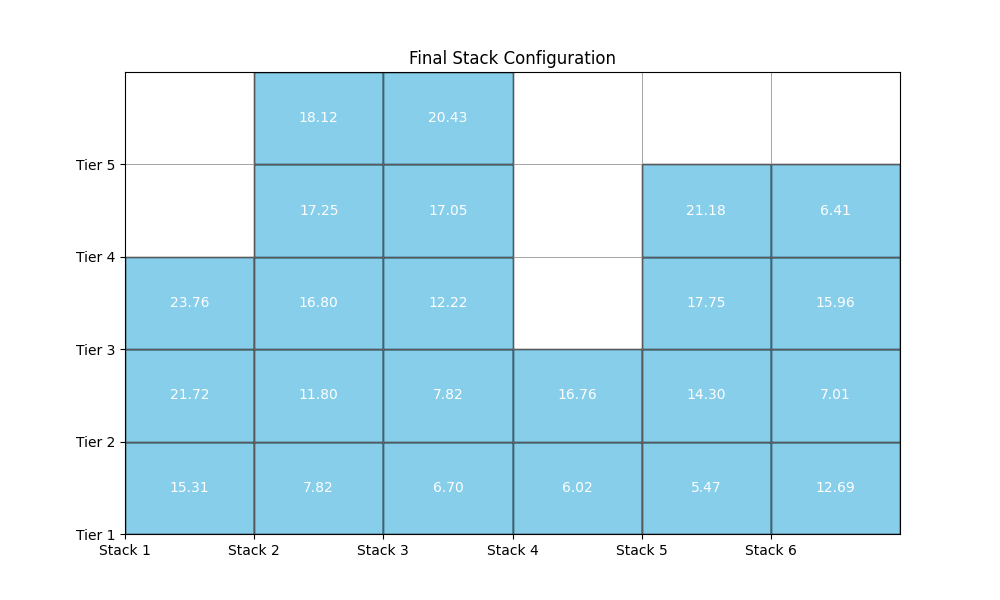 Final Stack Configuration
18.12 20.43
Tier 5
17.25 17.05 21.18 6.41
Tier 4
23.76 16.80 12.22 17.75 15.96
Tier 3
21.72 11.80 7.82 16.76 14.30 7.01
Tier 2
15.31 7.82 6.70 6.02 5.47 12.69
Tier 1
Stack 1 Stack 2 Stack 3 Stack 4 Stack 5 Stack 6